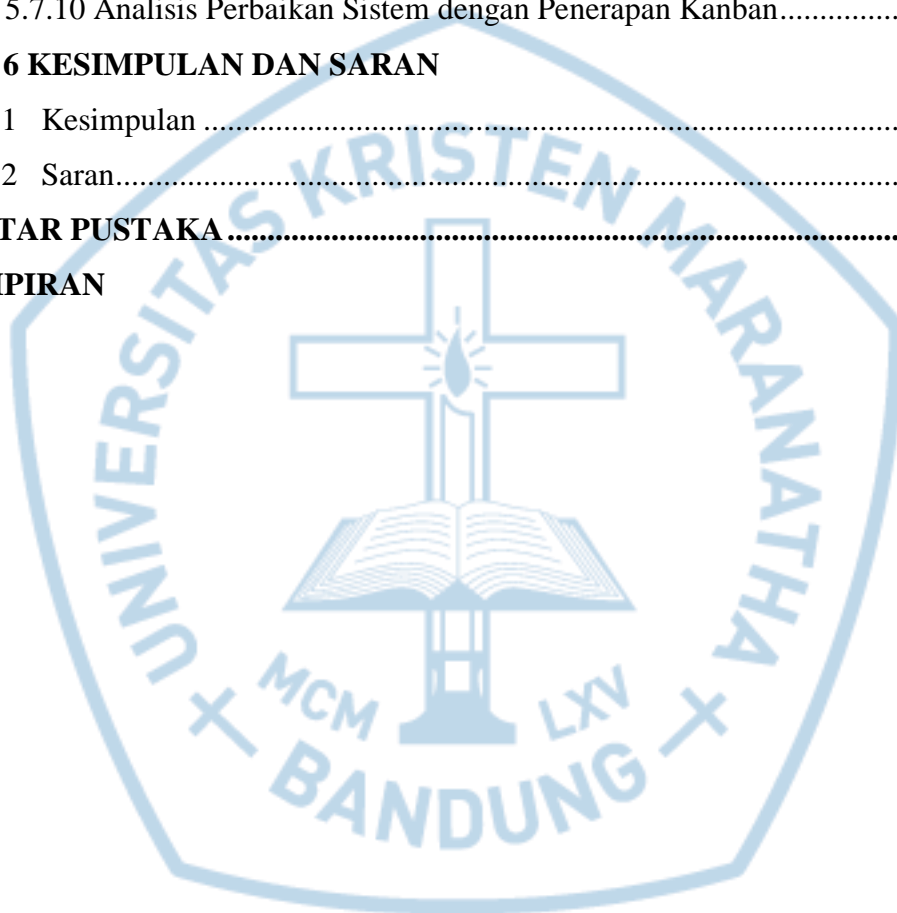 5.7.10 Analisis Perbaikan Sistem dengan Penerapan Kanban................
6 KESIMPULAN DAN SARAN
1 Kesimpulan ................................................................................
2 Saran................................................................................
TAR PUSTAKA................................................................................
IPIRAN
UNIVERSITAS KRISTEN MARANATHA
MCM LXV
BANDUNG